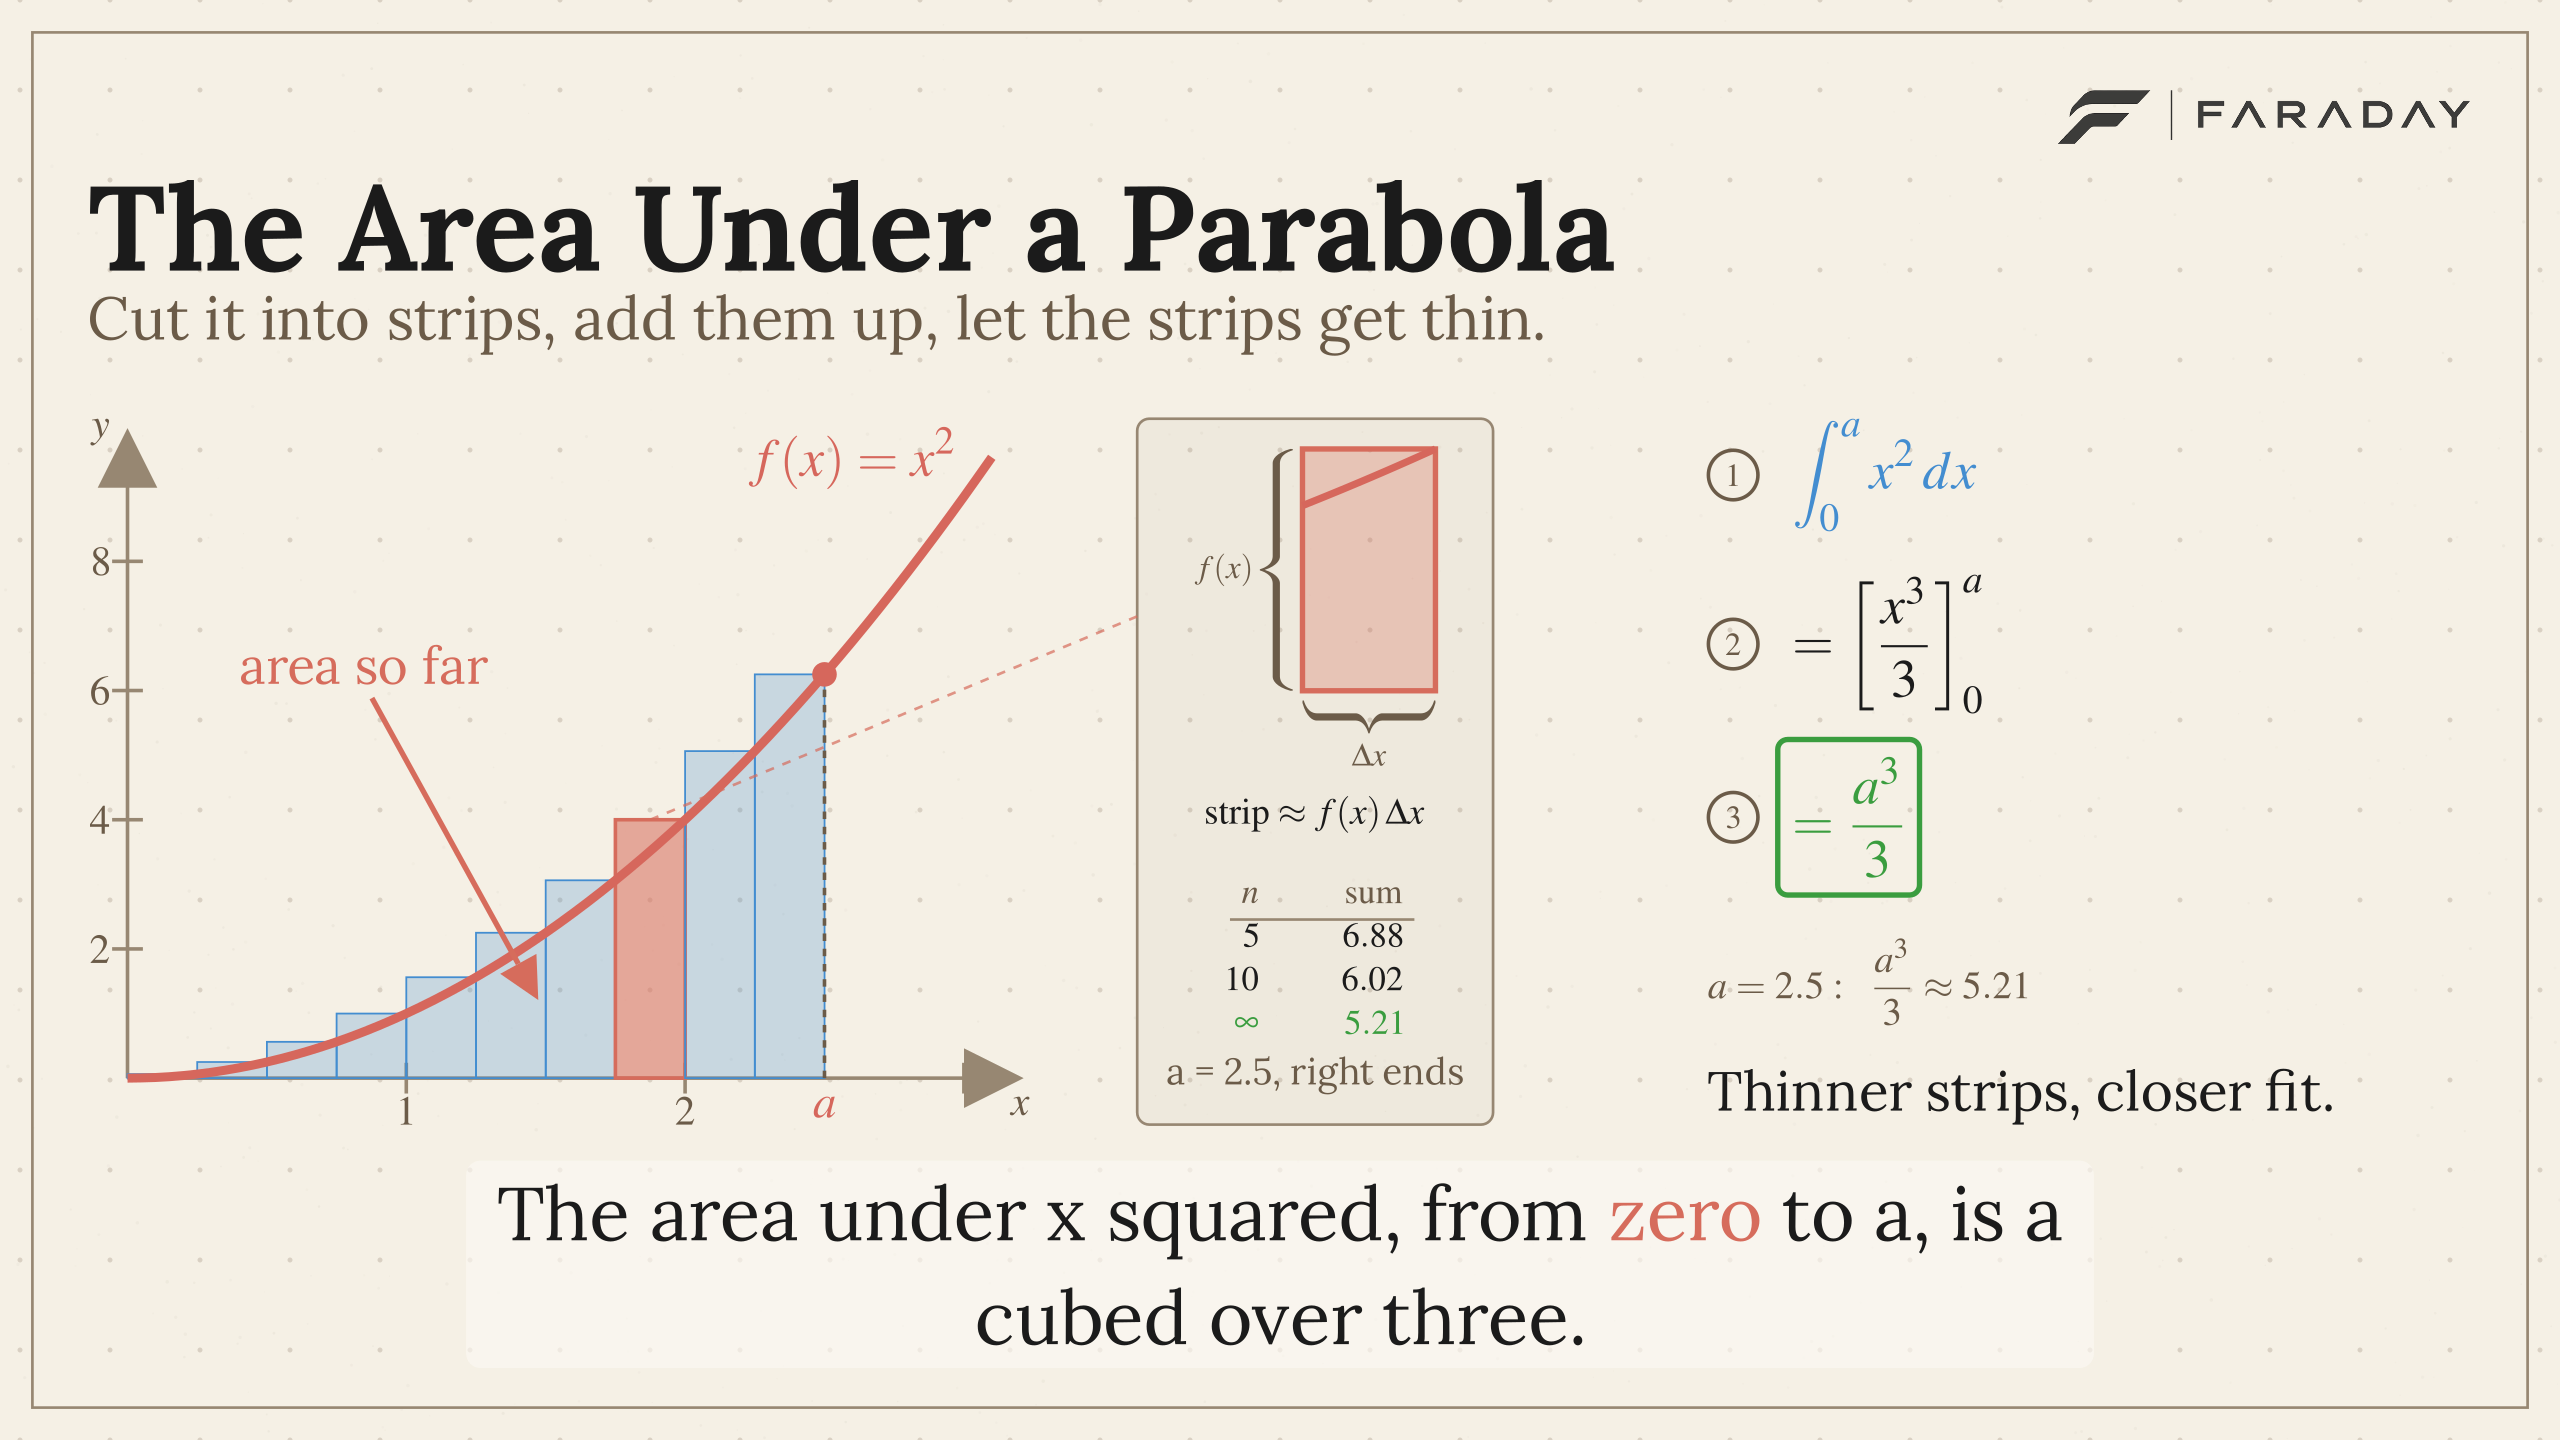 FARADAY
The Area Under a Parabola
Cut it into strips, add them up, let the strips get thin.
y
8
6
4
2
1
2
a
x
f(x) = x²
area so far
f(x)
Δx
strip ≈ f(x) Δx
n sum
5 6.88
10 6.02
∞ 5.21
a = 2.5, right ends
① ∫₀ᵃ x² dx
② = [x³/3]₀ᵃ
③ = a³/3
a = 2.5 : a³/3 ≈ 5.21
Thinner strips, closer fit.
The area under x squared, from zero to a, is a
cubed over three.